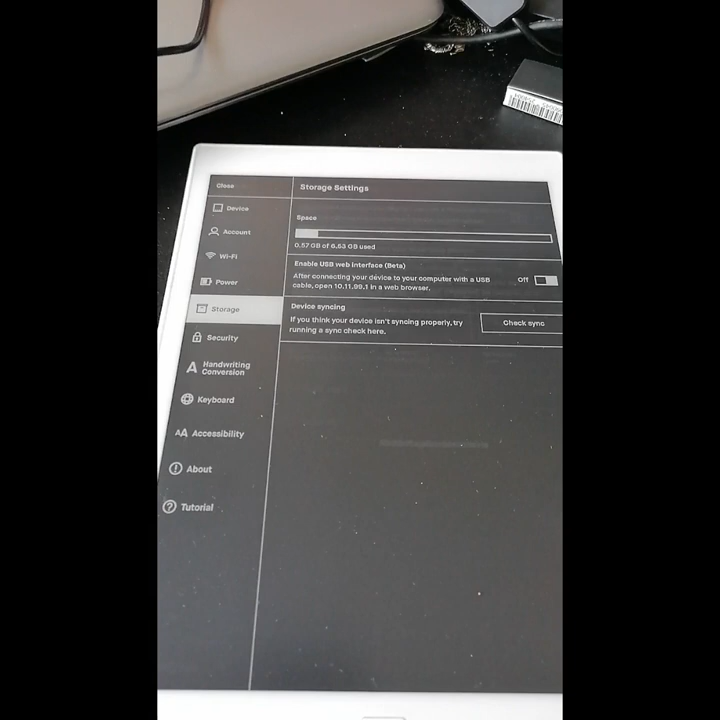 Close
Storage Settings
Device
Account
Wi-Fi
Power
Storage
Security
Handwriting
Conversion
Keyboard
Accessibility
About
Tutorial
Space
0.57 GB of 6.53 GB used
Enable USB web interface (Beta)
After connecting your device to your computer with a USB
cable, open 10.11.99.1 in a web browser.
Off
Device syncing
If you think your device isn't syncing properly, try
running a sync check here.
Check sync